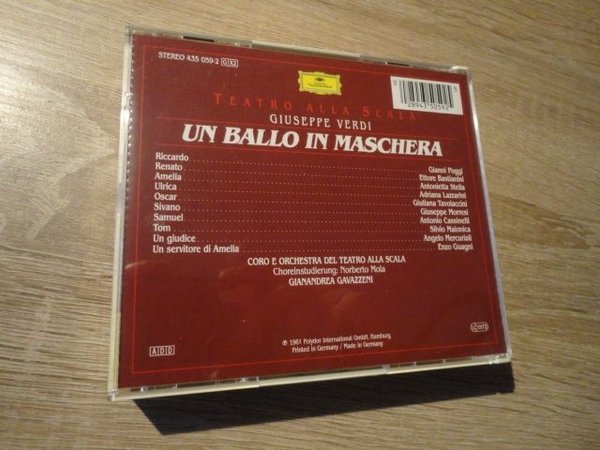 STEREO 435 059-2 GH2
TEATRO ALLA SCALA
GIUSEPPE VERDI
UN BALLO IN MASCHERA
Riccardo Gianni Poggi
Renato Ettore Bastianini
Amelia Antonietta Stella
Ulrica Adriana Lazzarini
Oscar Giuliana Tavolaccini
Silvano Giuseppe Morresi
Samuel Antonio Cassinelli
Tom Silvio Maionica
Un giudice Angelo Mercuriali
Un servitore di Amelia Enzo Guagni
CORO E ORCHESTRA DEL TEATRO ALLA SCALA
Choreinstudierung: Norberto Mola
GIANANDREA GAVAZZENI
ADD
℗ 1961 Polydor International GmbH, Hamburg
Printed in Germany / Made in Germany